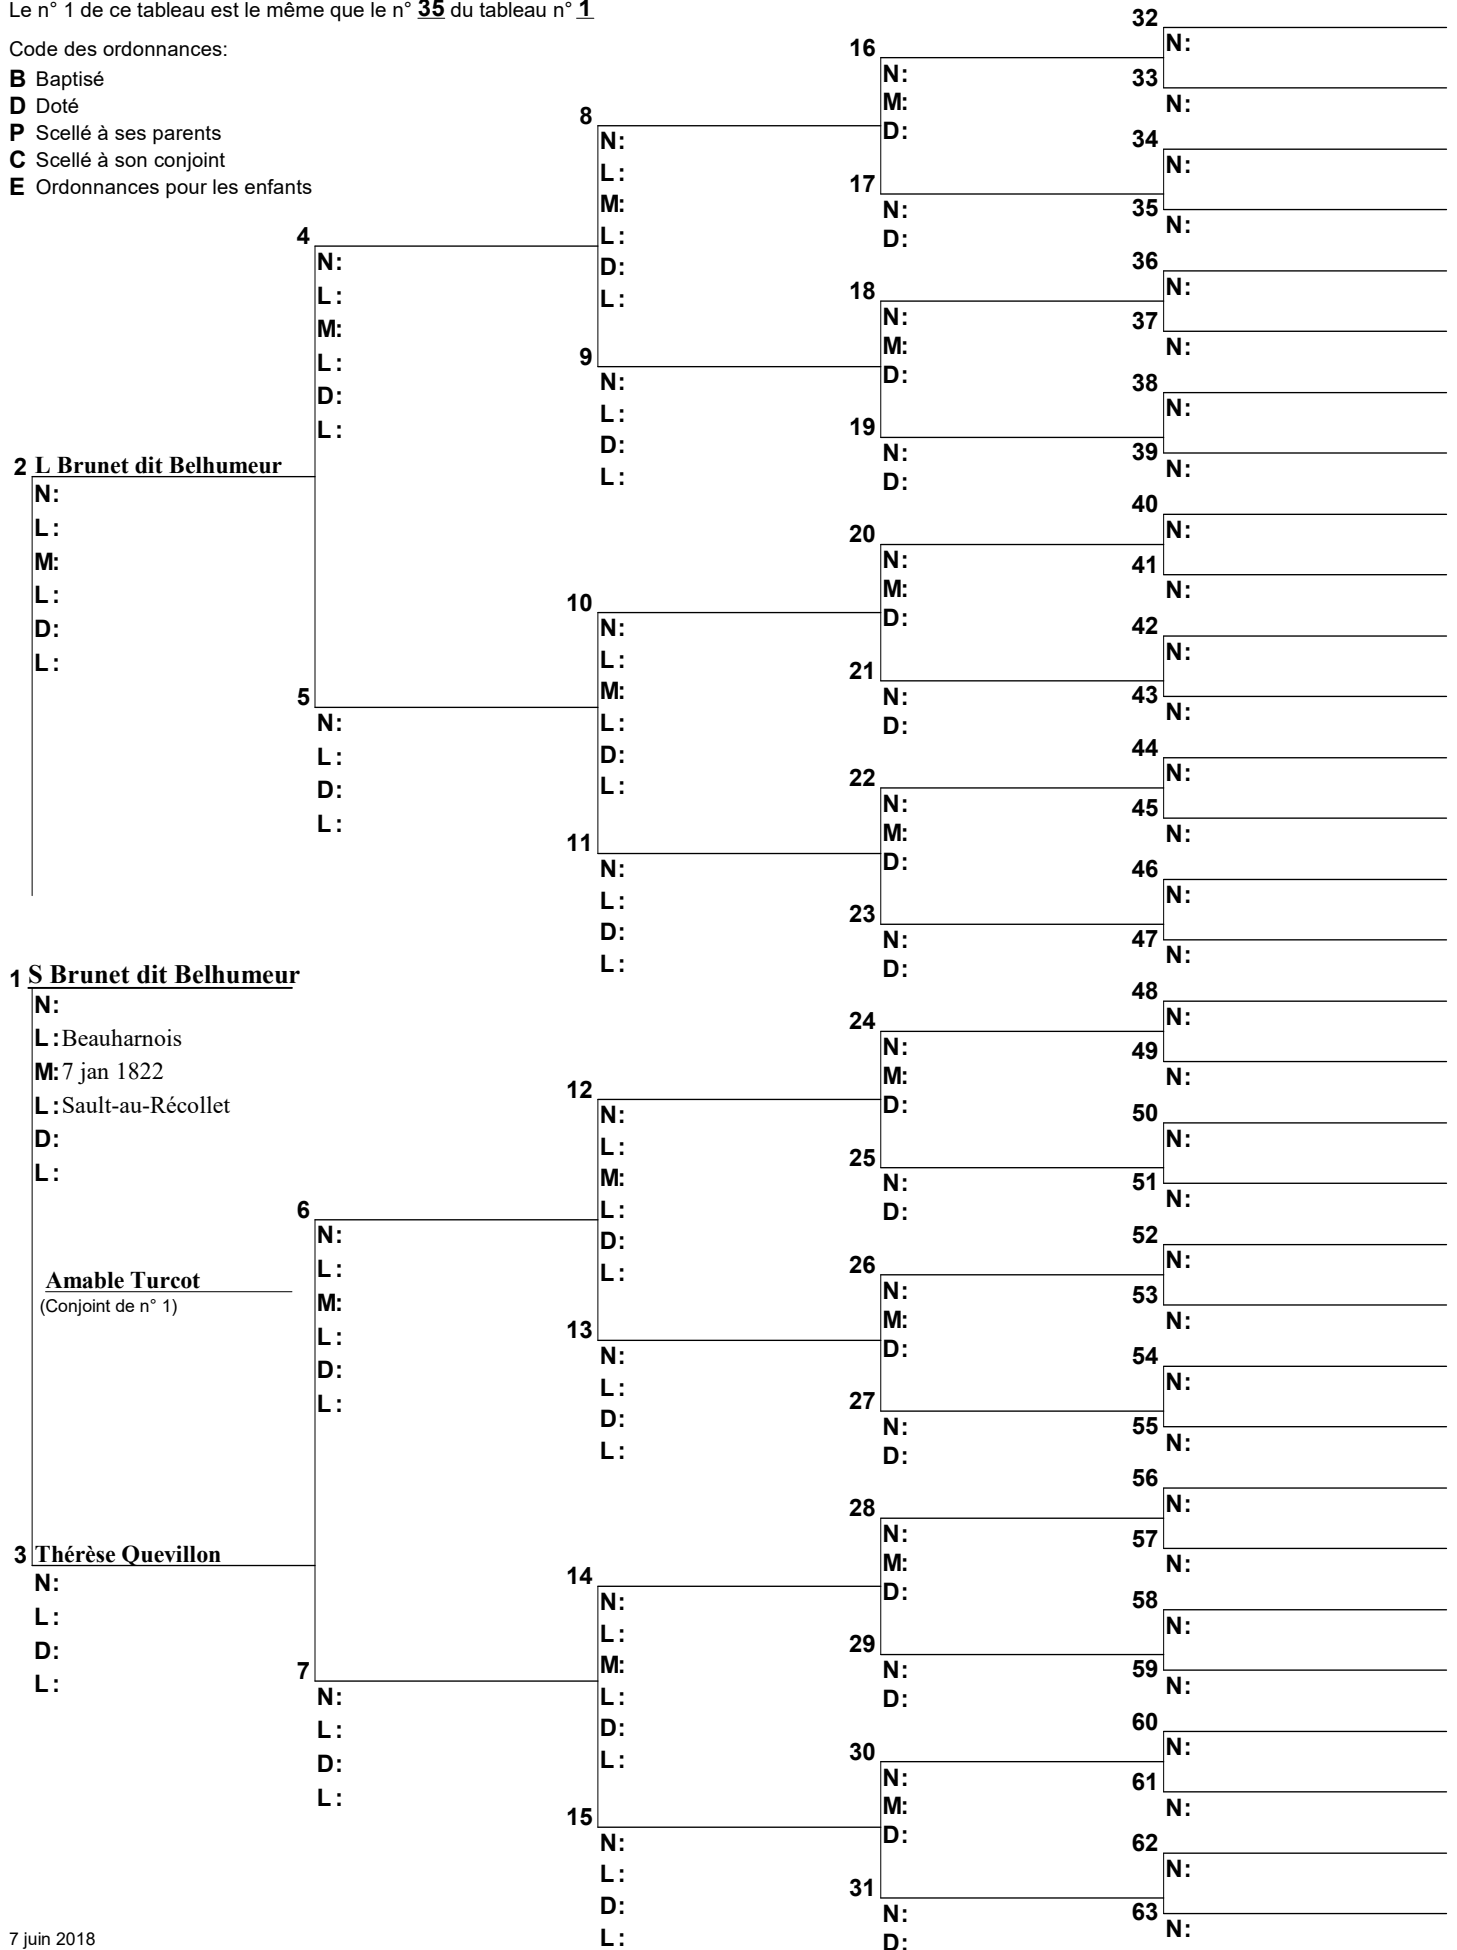 Le n° 1 de ce tableau est le même que le n° 35 du tableau n° 1
Code des ordonnances:
B Baptisé
D Doté
P Scellé à ses parents
C Scellé à son conjoint
E Ordonnances pour les enfants
2 L Brunet dit Belhumeur
N:
L:
M:
L:
D:
L:
1 S Brunet dit Belhumeur
N:
L: Beauharnois
M: 7 jan 1822
L: Sault-au-Récollet
D:
L:
Amable Turcot
(Conjoint de n° 1)
3 Thérèse Quevillon
N:
L:
D:
L:
7 juin 2018
4
N:
L:
M:
L:
D:
L:
5
N:
L:
D:
L:
6
N:
L:
M:
L:
D:
L:
7
N:
L:
D:
L:
8
N:
L:
M:
L:
D:
L:
9
N:
L:
D:
L:
10
N:
L:
M:
L:
D:
L:
11
N:
L:
D:
L:
12
N:
L:
M:
L:
D:
L:
13
N:
L:
D:
L:
14
N:
L:
M:
L:
D:
L:
15
N:
L:
D:
L:
16
N:
M:
D:
17
N:
D:
18
N:
M:
D:
19
N:
D:
20
N:
M:
D:
21
N:
D:
22
N:
M:
D:
23
N:
D:
24
N:
M:
D:
25
N:
D:
26
N:
M:
D:
27
N:
D:
28
N:
M:
D:
29
N:
D:
30
N:
M:
D:
31
N:
D:
32
N:
33
N:
34
N:
35
N:
36
N:
37
N:
38
N:
39
N:
40
N:
41
N:
42
N:
43
N:
44
N:
45
N:
46
N:
47
N:
48
N:
49
N:
50
N:
51
N:
52
N:
53
N:
54
N:
55
N:
56
N:
57
N:
58
N:
59
N:
60
N:
61
N:
62
N:
63
N: